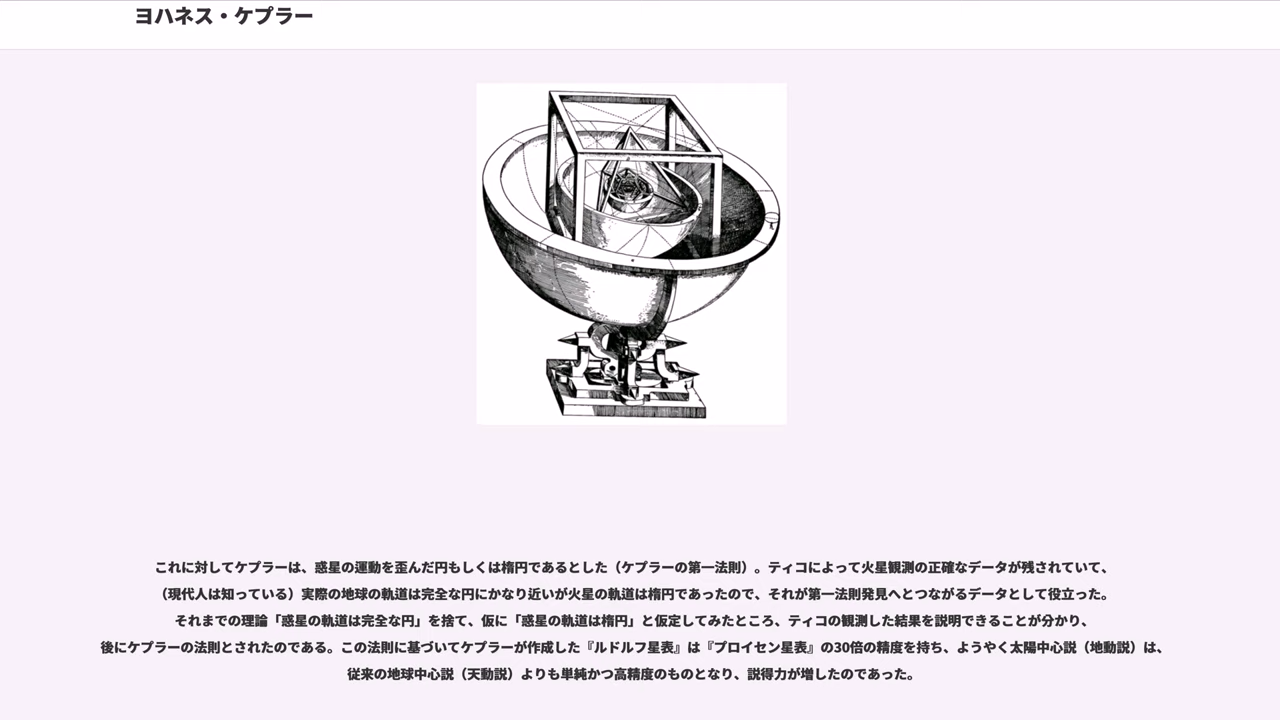 ヨハネス・ケプラー
これに対してケプラーは、惑星の運動を歪んだ円もしくは楕円であるとした（ケプラーの第一法則）。ティコによって火星観測の正確なデータが残されていて、
（現代人は知っている）実際の地球の軌道は完全な円にかなり近いが火星の軌道は楕円であったので、それが第一法則発見へとつながるデータとして役立った。
それまでの理論「惑星の軌道は完全な円」を捨て、仮に「惑星の軌道は楕円」と仮定してみたところ、ティコの観測した結果を説明できることが分かり、
後にケプラーの法則とされたのである。この法則に基づいてケプラーが作成した『ルドルフ星表』は『プロイセン星表』の30倍の精度を持ち、ようやく太陽中心説（地動説）は、
従来の地球中心説（天動説）よりも単純かつ高精度のものとなり、説得力が増したのであった。